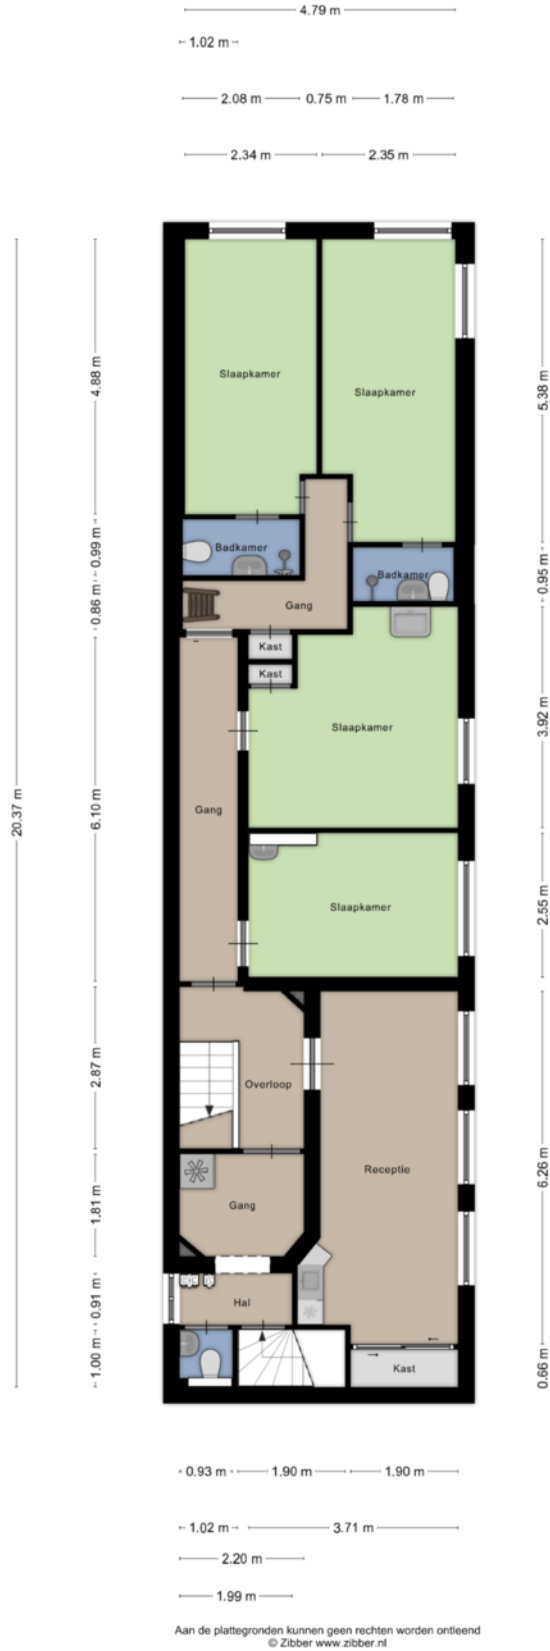 4.79 m
1.02 m
2.08 m 0.75 m 1.78 m
2.34 m 2.35 m
Slaapkamer
4.88 m
Slaapkamer
5.38 m
20.37 m
Badkamer
0.99 m
Badkamer
0.95 m
0.86 m
Gang
Kast
Kast
Slaapkamer
3.92 m
Gang
6.10 m
Slaapkamer
2.55 m
2.87 m
Overloop
Receptie
6.26 m
1.81 m
Gang
0.91 m
Hal
1.00 m
Kast
0.66 m
0.93 m 1.90 m 1.90 m
1.02 m 3.71 m
2.20 m
1.99 m
Aan de plattegronden kunnen geen rechten worden ontleend
© Zibber www.zibber.nl